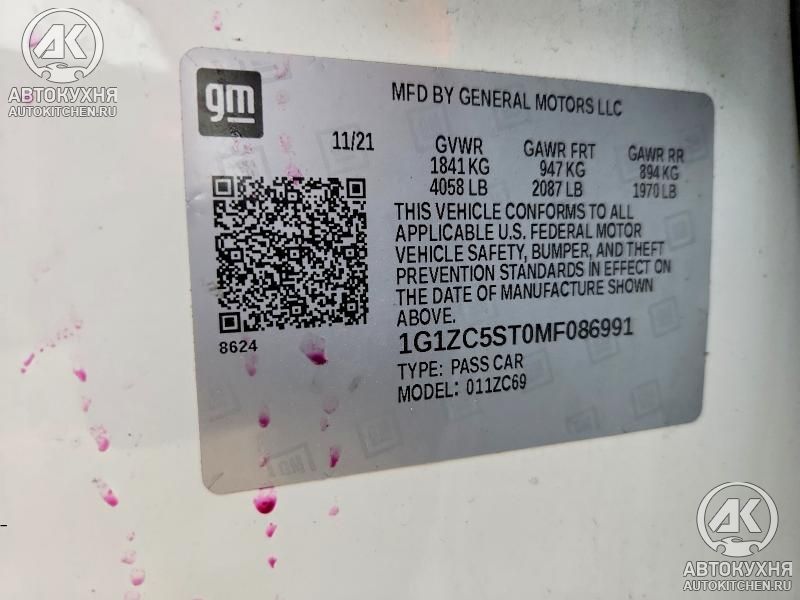 АВТОКУХНЯ
AUTOKITCHEN.RU
gm
MFD BY GENERAL MOTORS LLC
11/21
GVWR GAWR FRT GAWR RR
1841 KG 947 KG 894 KG
4058 LB 2087 LB 1970 LB
THIS VEHICLE CONFORMS TO ALL
APPLICABLE U.S. FEDERAL MOTOR
VEHICLE SAFETY, BUMPER, AND THEFT
PREVENTION STANDARDS IN EFFECT ON
THE DATE OF MANUFACTURE SHOWN
ABOVE.
8624
1G1ZC5ST0MF086991
TYPE: PASS CAR
MODEL: 011ZC69
АВТОКУХНЯ
AUTOKITCHEN.RU